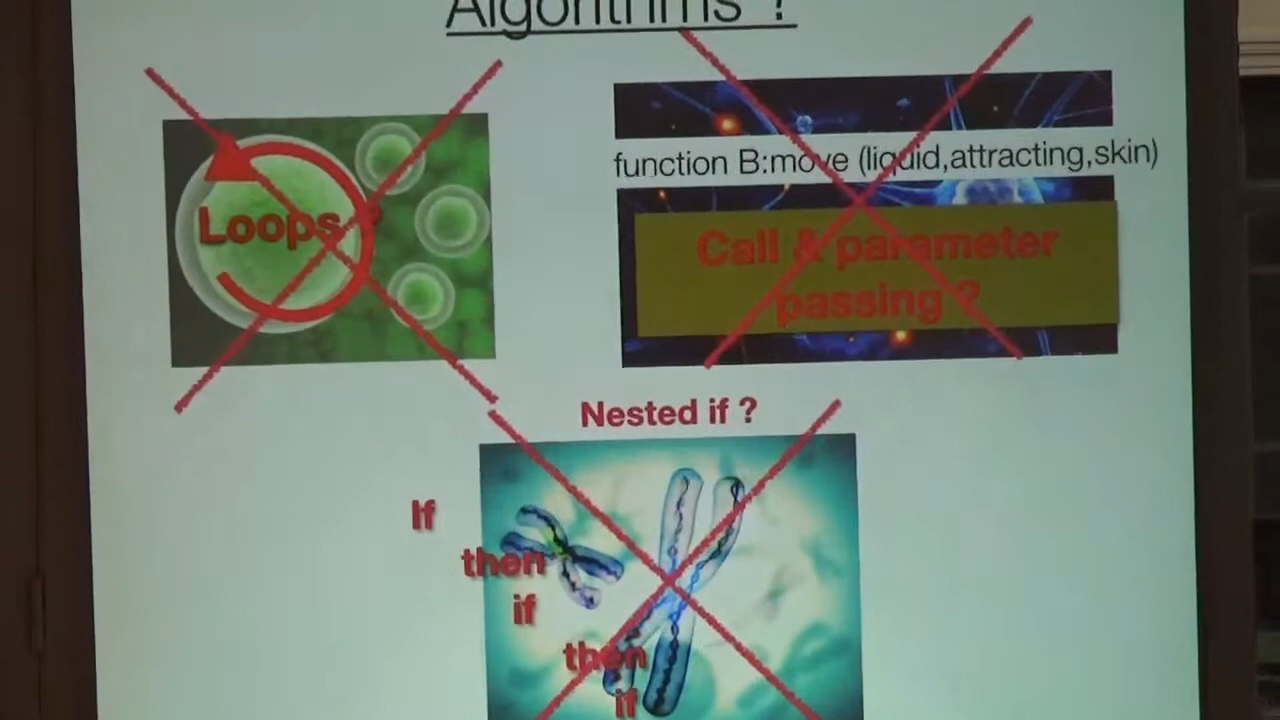 Algorithms ?
Loops ?
function B:move (liquid,attracting,skin)
Call & parameter
passing ?
Nested if ?
If
then
if
then
if